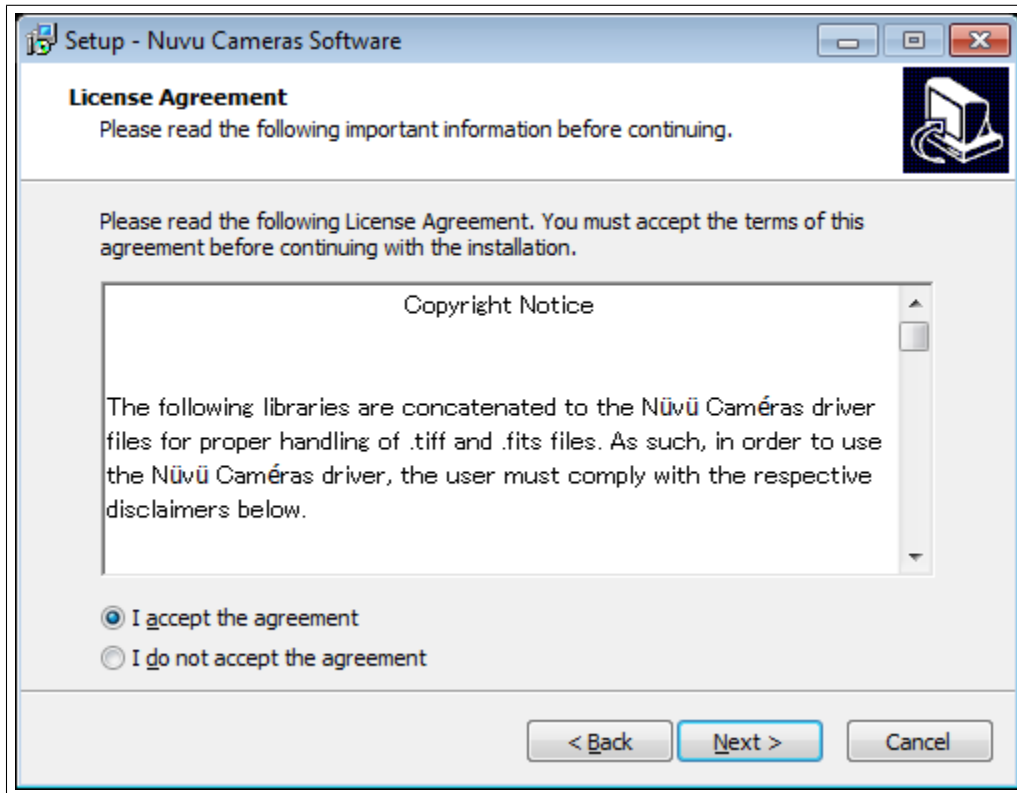 Setup - Nuvu Cameras Software
License Agreement
Please read the following important information before continuing.
Please read the following License Agreement. You must accept the terms of this
agreement before continuing with the installation.
Copyright Notice
The following libraries are concatenated to the Nüvü Caméras driver
files for proper handling of .tiff and .fits files. As such, in order to use
the Nüvü Caméras driver, the user must comply with the respective
disclaimers below.
I accept the agreement
I do not accept the agreement
< Back Next > Cancel